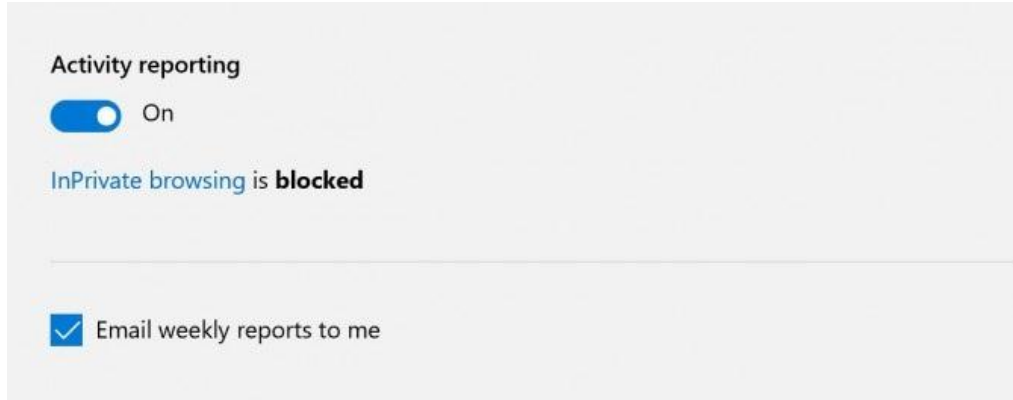 Activity reporting
On
InPrivate browsing is blocked
Email weekly reports to me